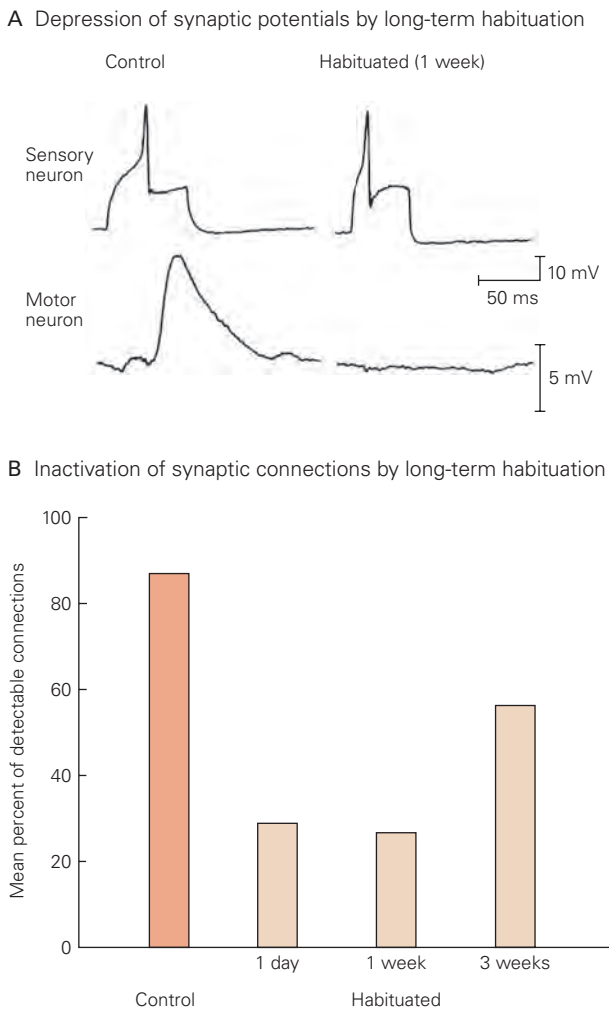 A Depression of synaptic potentials by long-term habituation
Control
Habituated (1 week)
Sensory
neuron
10 mV
50 ms
Motor
neuron
5 mV
B Inactivation of synaptic connections by long-term habituation
Mean percent of detectable connections
100
80
60
40
20
0
1 day
1 week
3 weeks
Control
Habituated